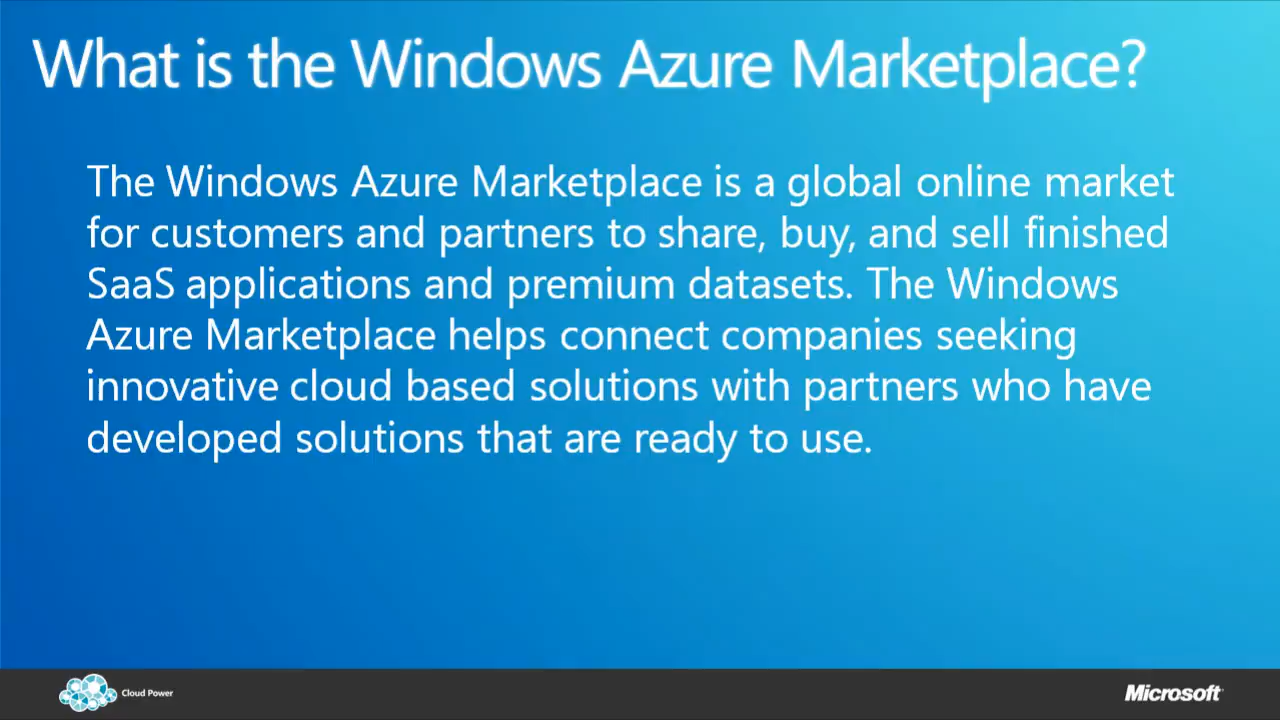 What is the Windows Azure Marketplace?
The Windows Azure Marketplace is a global online market
for customers and partners to share, buy, and sell finished
SaaS applications and premium datasets. The Windows
Azure Marketplace helps connect companies seeking
innovative cloud based solutions with partners who have
developed solutions that are ready to use.
Cloud Power
Microsoft